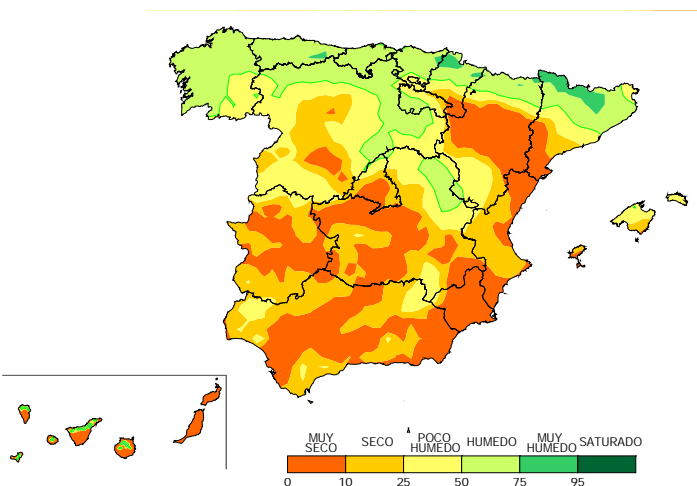 MUY SECO
SECO
POCO HUMEDO
HUMEDO
MUY HUMEDO
SATURADO
0 10 25 50 75 95